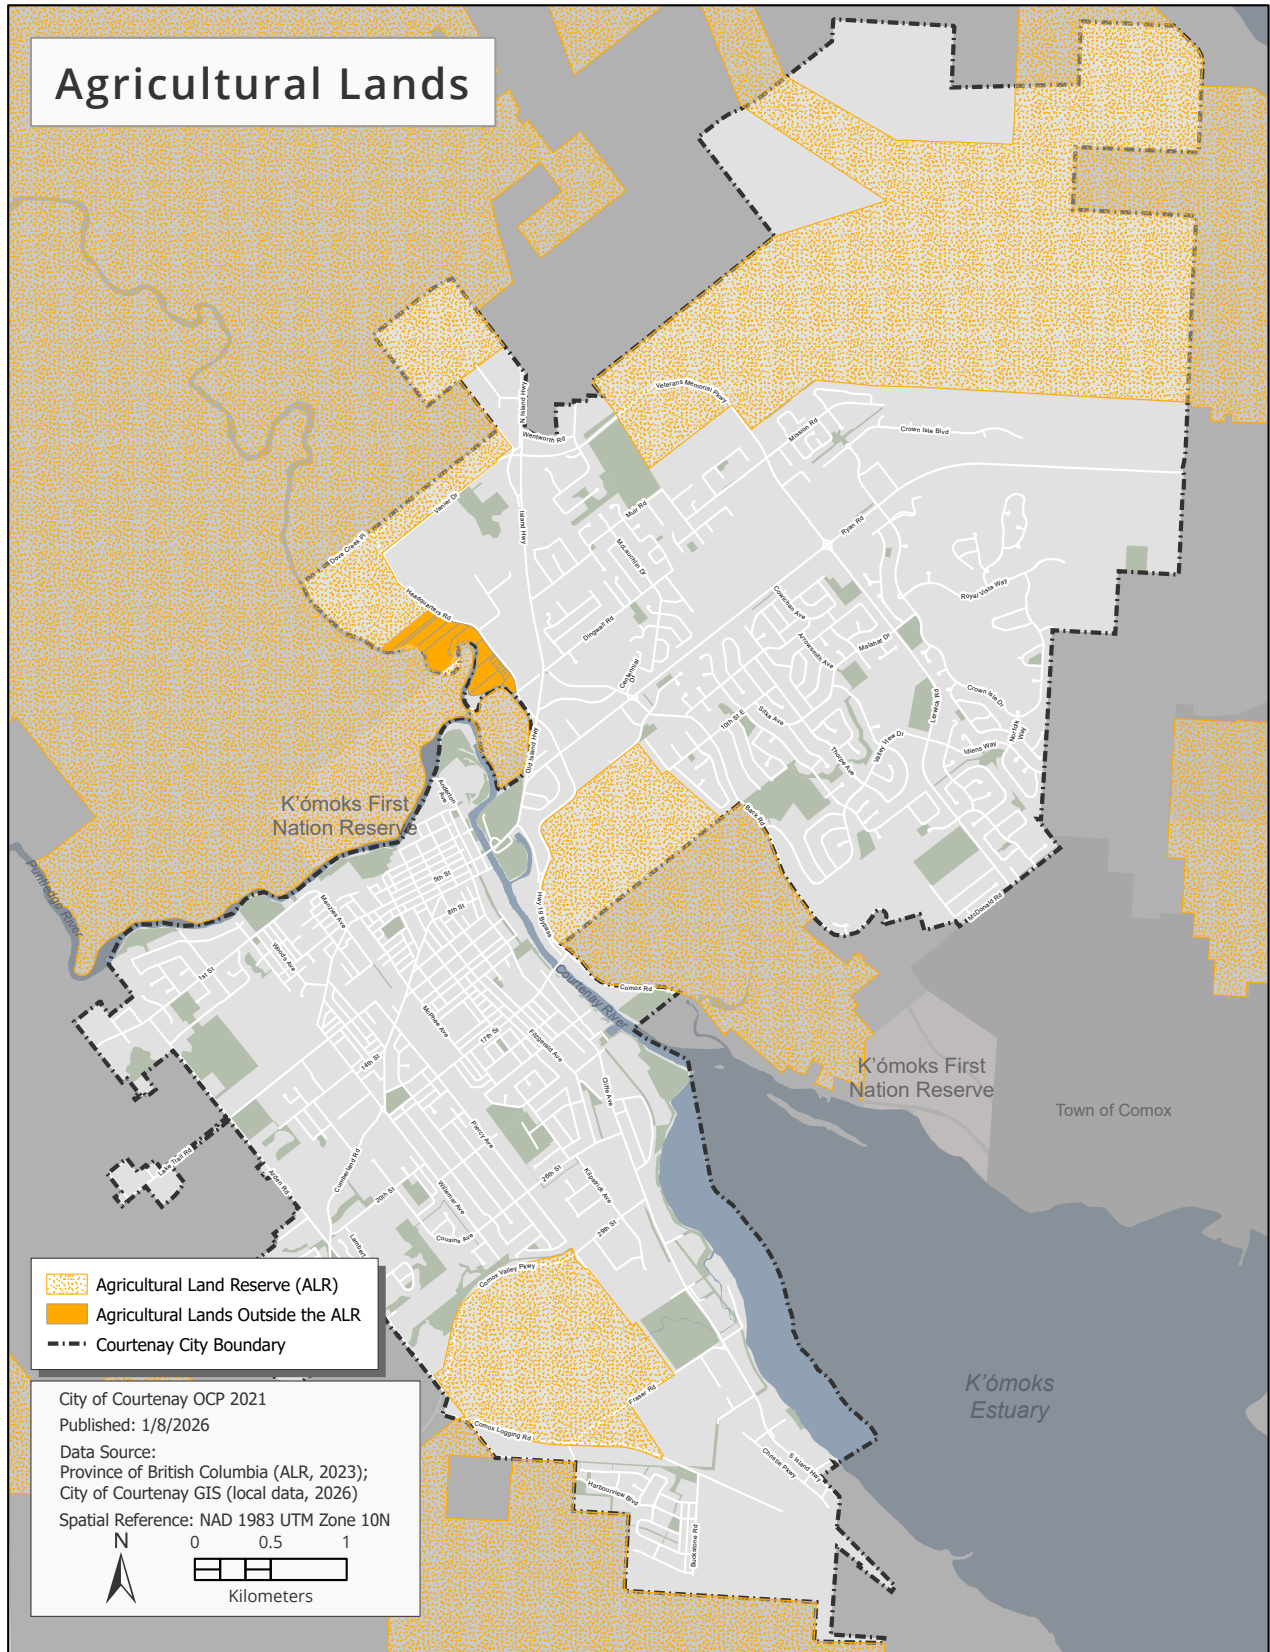 Agricultural Lands
N Island Hwy
Wentworth Rd
Veterans Memorial Pkwy
Mission Rd
Crown Isle Blvd
Vanier Dr
Island Hwy
Muir Rd
McLauchlin Dr
Ryan Rd
Dove Creek Pl
Headquarters Rd
Dingwall Rd
Cowichan Ave
Royal Vista Way
Arrowsmith Ave
Malahat Dr
Centennial
Dr
Lerwick Rd
Crown Isle Dr
Sitka Ave
10th St E
Norfolk
Way
Idiens Way
Valley View Dr
Thorpe Ave
Old Island Hwy
Anderton
Ave
K'ómoks First
Nation Reserve
Back Rd
Puntledge River
5th St
8th St
Menzies Ave
Hwy 19 Bypass
McDonald Rd
Woods Ave
1st St
Courtenay River
Comox Rd
McPhee Ave
17th St
Fitzgerald Ave
14th St
Cliffe Ave
K'ómoks First
Nation Reserve
Town of Comox
Piercy Ave
Lake Trail Rd
Arden Rd
Cumberland Rd
20th St
26th St
Kilpatrick Ave
Willemar Ave
29th St
Cousins Ave
Lambert
Comox Valley Pkwy
Agricultural Land Reserve (ALR)
Agricultural Lands Outside the ALR
Courtenay City Boundary
Fraser Rd
K'ómoks
Estuary
Comox Logging Rd
S Island Hwy
Christie Pkwy
Harbourview Blvd
Buckstone Rd
City of Courtenay OCP 2021
Published: 1/8/2026
Data Source:
Province of British Columbia (ALR, 2023);
City of Courtenay GIS (local data, 2026)
Spatial Reference: NAD 1983 UTM Zone 10N
N
0 0.5 1
Kilometers